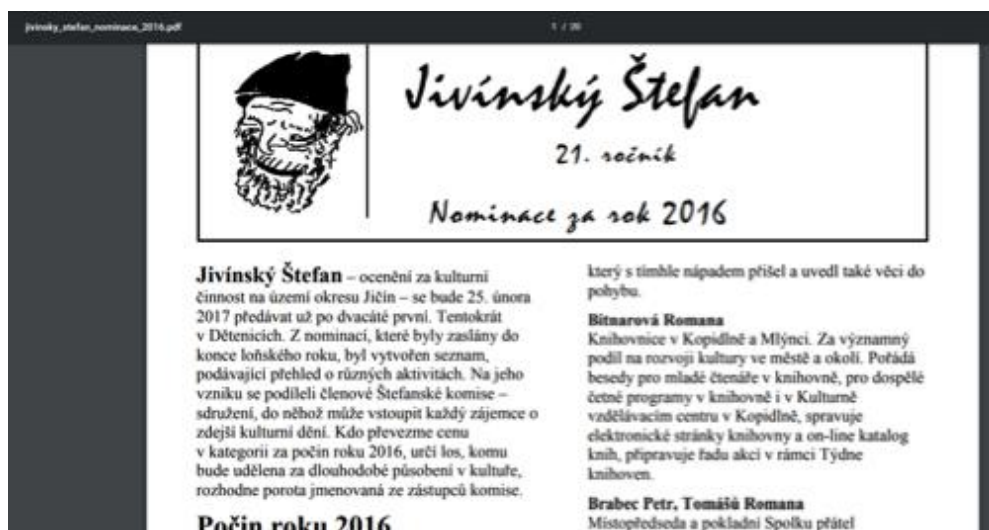 jivinsky_stefan_nominace_2016.pdf
1 / 20
Jivínský Štefan
21. ročník
Nominace za rok 2016
Jivínský Štefan – ocenění za kulturní
činnost na území okresu Jičín – se bude 25. února
2017 předávat už po dvacáté první. Tentokrát
v Dětenicích. Z nominací, které byly zaslány do
konce loňského roku, byl vytvořen seznam,
podávající přehled o různých aktivitách. Na jeho
vzniku se podíleli členové Štefanské komise –
sdružení, do něhož může vstoupit každý zájemce o
zdejší kulturní dění. Kdo převezme cenu
v kategorii za počin roku 2016, určí los, komu
bude udělena za dlouhodobé působení v kultuře,
rozhodne porota jmenovaná ze zástupců komise.
Počin roku 2016
který s tímhle nápadem přišel a uvedl také věci do
pohybu.
Bitnarová Romana
Knihovnice v Kopidlně a Mlýnci. Za významný
podíl na rozvoji kultury ve městě a okolí. Pořádá
besedy pro mladé čtenáře v knihovně, pro dospělé
četné programy v knihovně i v Kulturně
vzdělávacím centru v Kopidlně, spravuje
elektronické stránky knihovny a on-line katalog
knih, připravuje řadu akcí v rámci Týdne
knihoven.
Brabec Petr, Tomášů Romana
Místopředseda a pokladní Spolku přátel